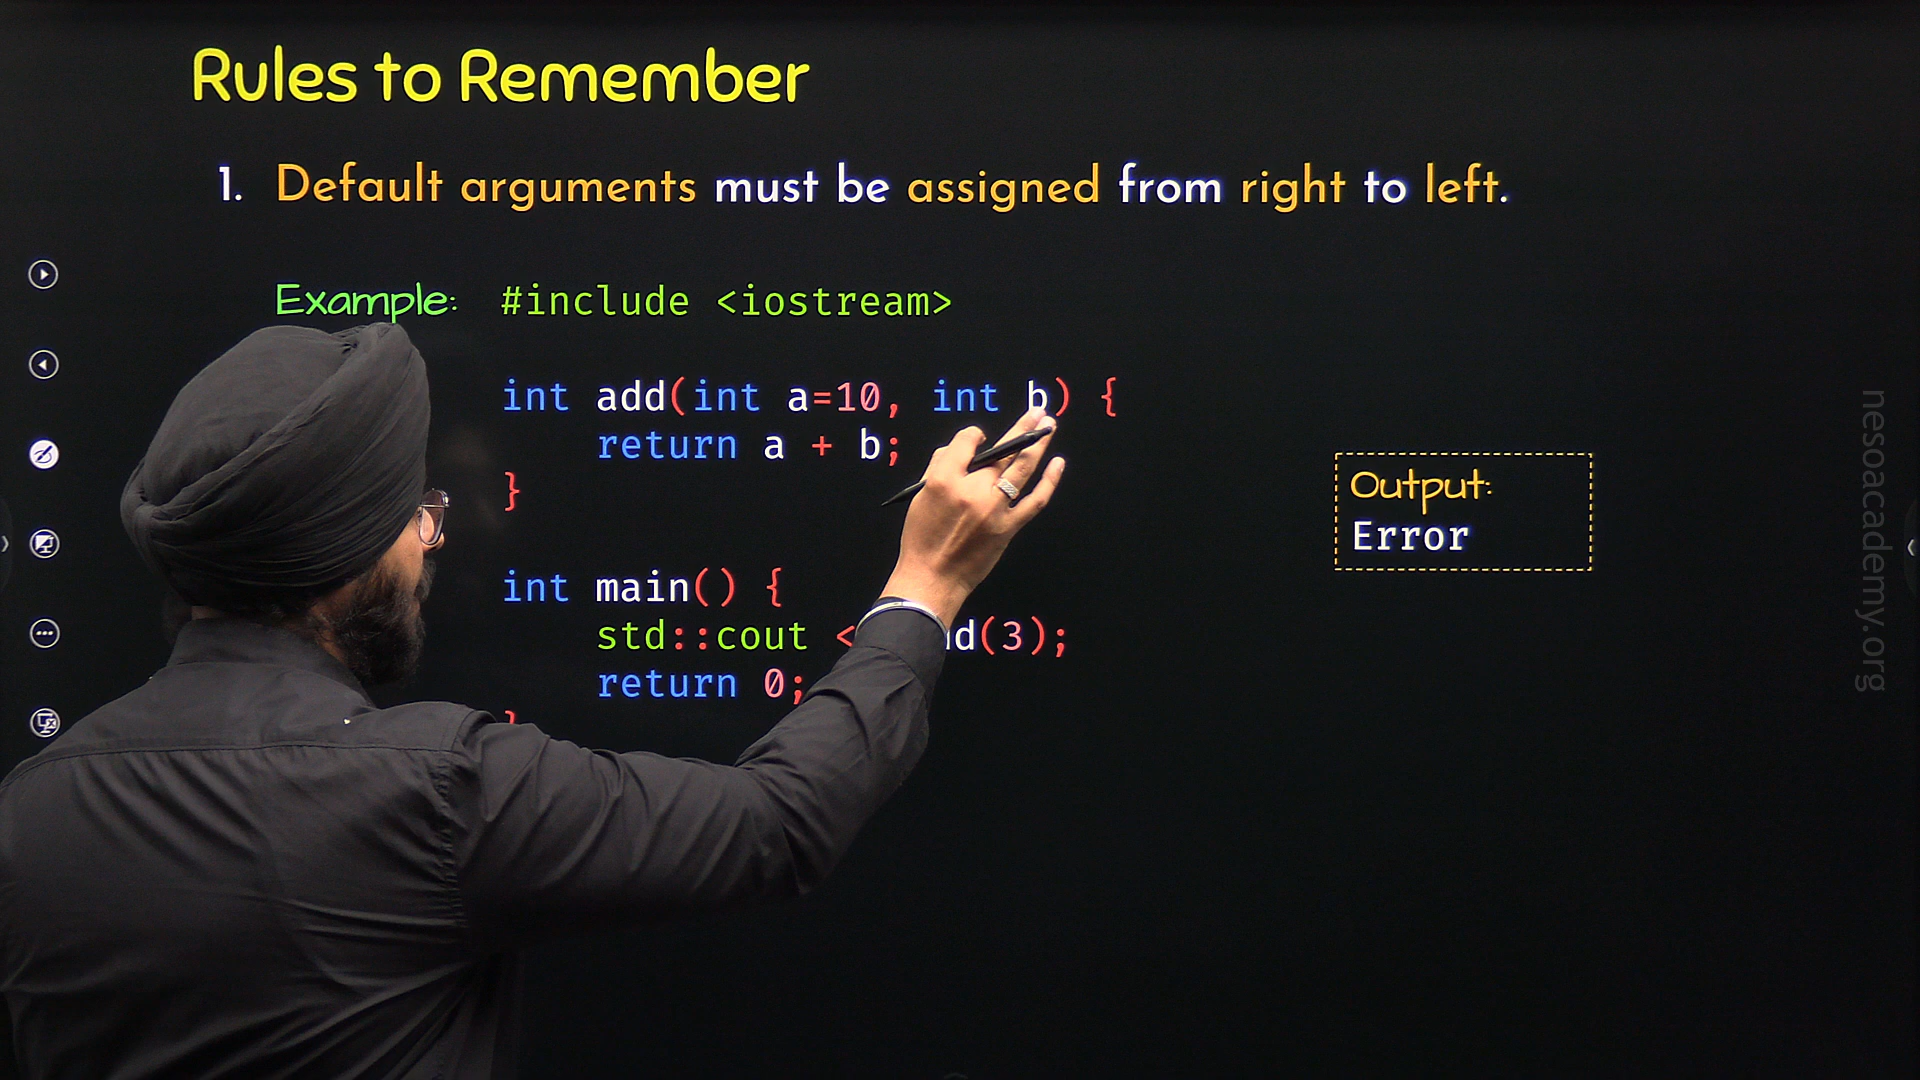 Rules to Remember
1. Default arguments must be assigned from right to left.
Example: #include <iostream>
int add(int a=10, int b) {
return a + b;
}
int main() {
std::cout < d(3);
return 0;
}
Output:
Error
nesoacademy.org